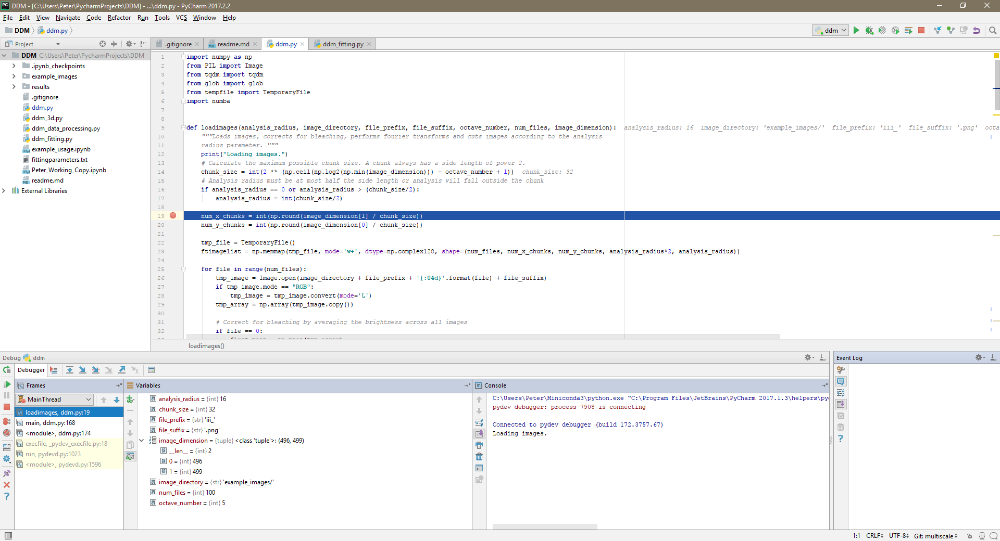 DDM - [C:\Users\Peter\PycharmProjects\DDM] - ...\ddm.py - PyCharm 2017.2.2
File Edit View Navigate Code Refactor Run Tools VCS Window Help
DDM ddm.py
ddm
Project
.gitignore readme.md ddm.py ddm_fitting.py
DDM C:\Users\Peter\PycharmProjects\DDM
.ipynb_checkpoints
example_images
results
.gitignore
ddm.py
ddm_3d.py
ddm_data_processing.py
ddm_fitting.py
example_usage.ipynb
fittingparameters.txt
Peter_Working_Copy.ipynb
readme.md
External Libraries
1 import numpy as np
2 from PIL import Image
3 from tqdm import tqdm
4 from glob import glob
5 from tempfile import TemporaryFile
6 import numba
7
8
9 def loadimages(analysis_radius, image_directory, file_prefix, file_suffix, octave_number, num_files, image_dimension): analysis_radius: 16 image_directory: 'example_images/' file_prefix: 'iii_' file_suffix: '.png' octa
10 """Loads images, corrects for bleaching, performs fourier transforms and cuts images according to the analysis
11 radius parameter. """
12 print("Loading images.")
13 # Calculate the maximum possible chunk size. A chunk always has a side length of power 2.
14 chunk_size = int(2 ** (np.ceil(np.log2(np.min(image_dimension))) - octave_number + 1)) chunk_size: 32
15 # Analysis radius must be at most half the side length or analysis will fall outside the chunk
16 if analysis_radius == 0 or analysis_radius > (chunk_size/2):
17 analysis_radius = int(chunk_size/2)
18
19 num_x_chunks = int(np.round(image_dimension[1] / chunk_size))
20 num_y_chunks = int(np.round(image_dimension[0] / chunk_size))
21
22 tmp_file = TemporaryFile()
23 ftimagelist = np.memmap(tmp_file, mode='w+', dtype=np.complex128, shape=(num_files, num_x_chunks, num_y_chunks, analysis_radius*2, analysis_radius))
24
25 for file in range(num_files):
26 tmp_image = Image.open(image_directory + file_prefix + '{:04d}'.format(file) + file_suffix)
27 if tmp_image.mode == "RGB":
28 tmp_image = tmp_image.convert(mode='L')
29 tmp_array = np.array(tmp_image.copy())
30
31 # Correct for bleaching by averaging the brightness across all images
32 if file == 0:
loadimages()
Debug ddm
Event Log
Debugger
Frames
Variables
Console
MainThread
loadimages, ddm.py:19
main, ddm.py:168
<module>, ddm.py:174
execfile, _pydev_execfile.py:18
run, pydevd.py:1023
<module>, pydevd.py:1596
analysis_radius = {int} 16
chunk_size = {int} 32
file_prefix = {str} 'iii_'
file_suffix = {str} '.png'
image_dimension = {tuple} <class 'tuple'>: (496, 499)
__len__ = {int} 2
0 = {int} 496
1 = {int} 499
image_directory = {str} 'example_images/'
num_files = {int} 100
octave_number = {int} 5
C:\Users\Peter\Miniconda3\python.exe "C:\Program Files\JetBrains\PyCharm 2017.1.3\helpers\pyd
pydev debugger: process 7908 is connecting
Connected to pydev debugger (build 172.3757.67)
Loading images.
1:1 CRLF UTF-8 Git: multiscale